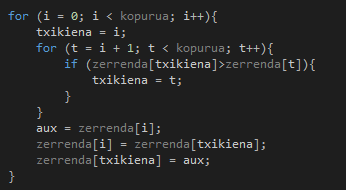 for (i = 0; i < kopurua; i++){
    txikiena = i;
    for (t = i + 1; t < kopurua; t++){
        if (zerrenda[txikiena]>zerrenda[t]){
            txikiena = t;
        }
    }
    aux = zerrenda[i];
    zerrenda[i] = zerrenda[txikiena];
    zerrenda[txikiena] = aux;
}